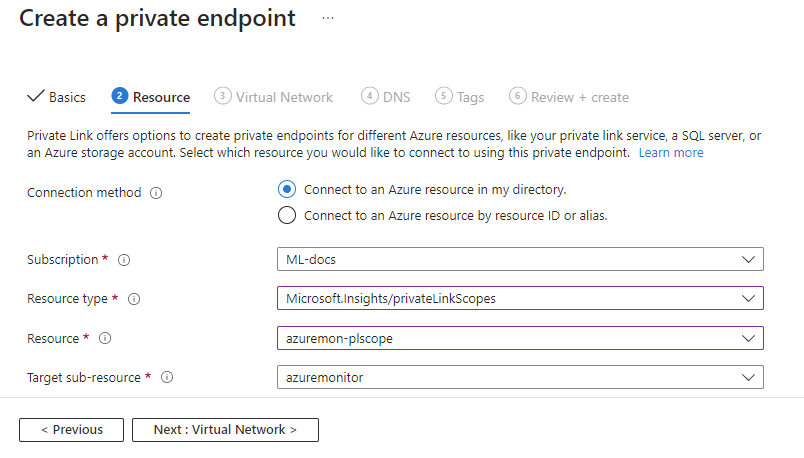 Create a private endpoint ...
Basics 2 Resource 3 Virtual Network 4 DNS 5 Tags 6 Review + create
Private Link offers options to create private endpoints for different Azure resources, like your private link service, a SQL server, or
an Azure storage account. Select which resource you would like to connect to using this private endpoint. Learn more
Connection method Connect to an Azure resource in my directory.
Connect to an Azure resource by resource ID or alias.
Subscription * ML-docs
Resource type * Microsoft.Insights/privateLinkScopes
Resource * azuremon-plscope
Target sub-resource * azuremonitor
< Previous Next : Virtual Network >